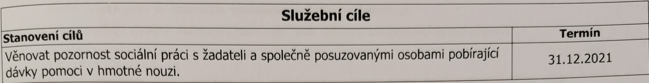 Služební cíle
Stanovení cílů Termín
Věnovat pozornost sociální práci s žadateli a společně posuzovanými osobami pobírající
dávky pomoci v hmotné nouzi.
31.12.2021